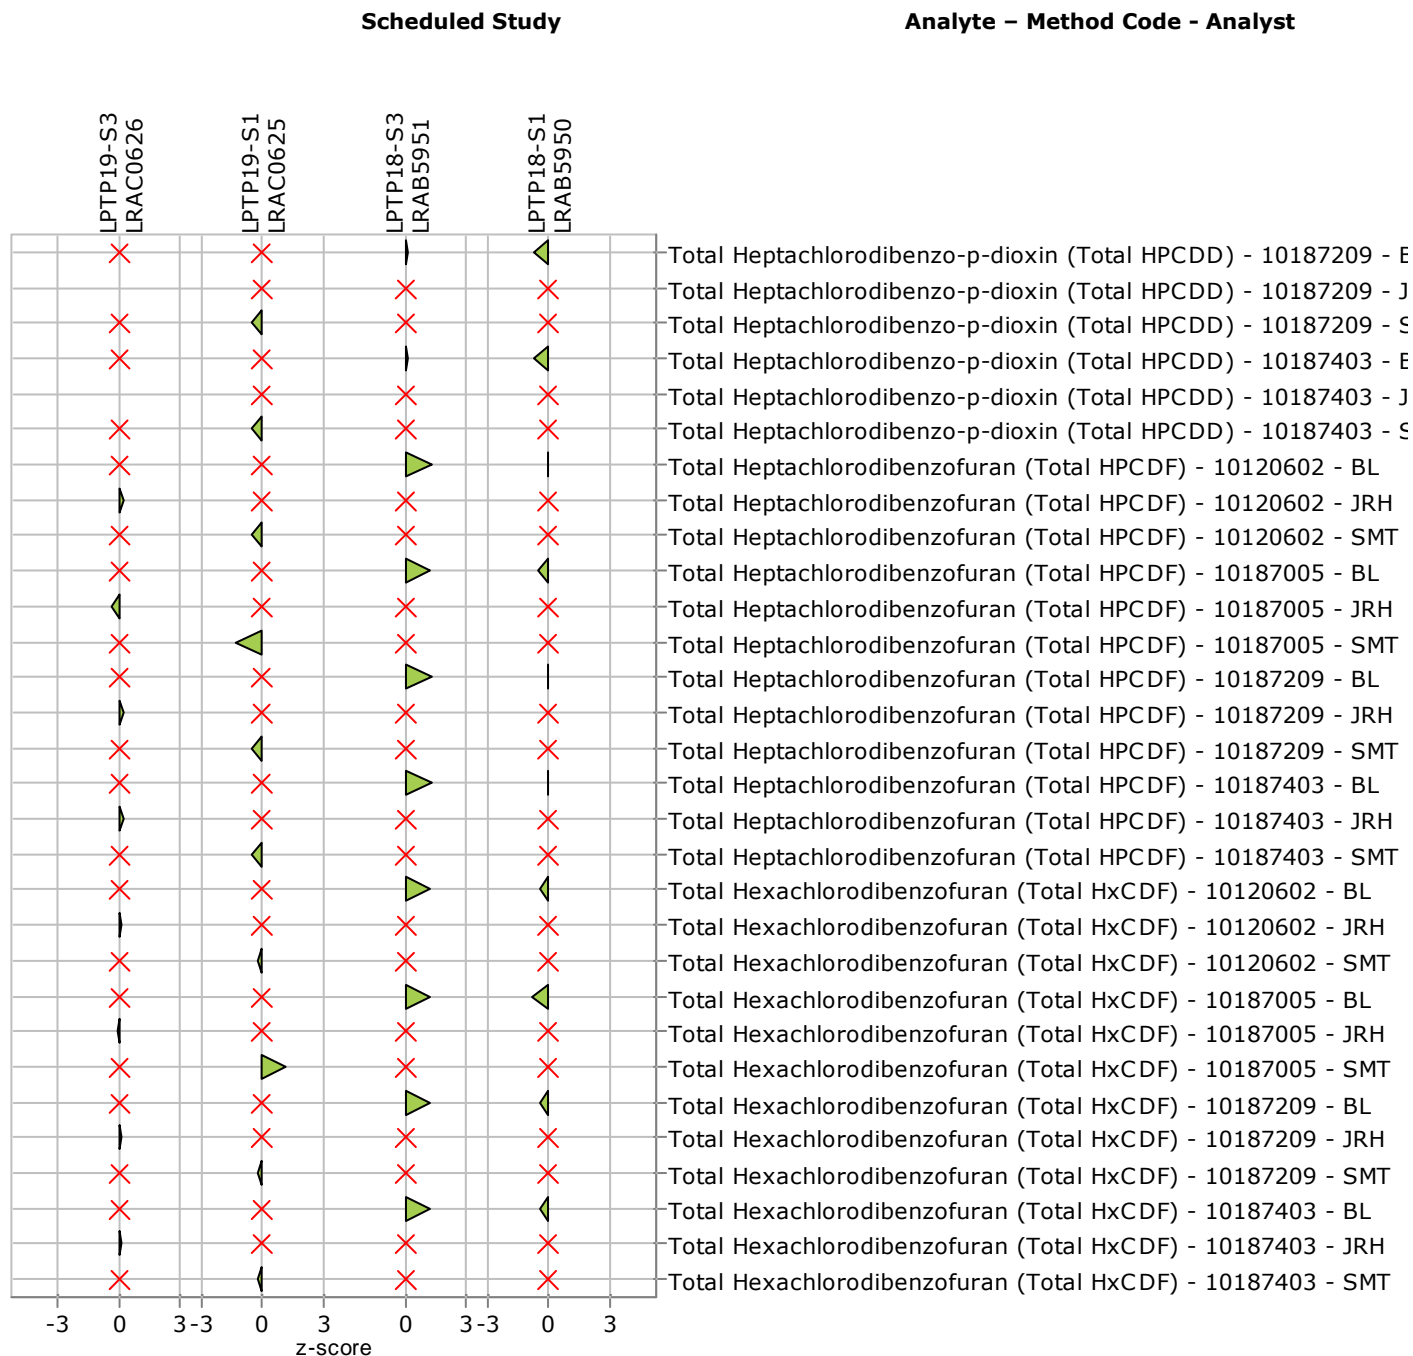 Scheduled Study
Analyte – Method Code - Analyst
LPTP19-S3
LRAC0626
LPTP19-S1
LRAC0625
LPTP18-S3
LRAB5951
LPTP18-S1
LRAB5950
Total Heptachlorodibenzo-p-dioxin (Total HPCDD) - 10187209 -
Total Heptachlorodibenzo-p-dioxin (Total HPCDD) - 10187209 - J
Total Heptachlorodibenzo-p-dioxin (Total HPCDD) - 10187209 -
Total Heptachlorodibenzo-p-dioxin (Total HPCDD) - 10187403 -
Total Heptachlorodibenzo-p-dioxin (Total HPCDD) - 10187403 - J
Total Heptachlorodibenzo-p-dioxin (Total HPCDD) - 10187403 -
Total Heptachlorodibenzofuran (Total HPCDF) - 10120602 - BL
Total Heptachlorodibenzofuran (Total HPCDF) - 10120602 - JRH
Total Heptachlorodibenzofuran (Total HPCDF) - 10120602 - SMT
Total Heptachlorodibenzofuran (Total HPCDF) - 10187005 - BL
Total Heptachlorodibenzofuran (Total HPCDF) - 10187005 - JRH
Total Heptachlorodibenzofuran (Total HPCDF) - 10187005 - SMT
Total Heptachlorodibenzofuran (Total HPCDF) - 10187209 - BL
Total Heptachlorodibenzofuran (Total HPCDF) - 10187209 - JRH
Total Heptachlorodibenzofuran (Total HPCDF) - 10187209 - SMT
Total Heptachlorodibenzofuran (Total HPCDF) - 10187403 - BL
Total Heptachlorodibenzofuran (Total HPCDF) - 10187403 - JRH
Total Heptachlorodibenzofuran (Total HPCDF) - 10187403 - SMT
Total Hexachlorodibenzofuran (Total HxCDF) - 10120602 - BL
Total Hexachlorodibenzofuran (Total HxCDF) - 10120602 - JRH
Total Hexachlorodibenzofuran (Total HxCDF) - 10120602 - SMT
Total Hexachlorodibenzofuran (Total HxCDF) - 10187005 - BL
Total Hexachlorodibenzofuran (Total HxCDF) - 10187005 - JRH
Total Hexachlorodibenzofuran (Total HxCDF) - 10187005 - SMT
Total Hexachlorodibenzofuran (Total HxCDF) - 10187209 - BL
Total Hexachlorodibenzofuran (Total HxCDF) - 10187209 - JRH
Total Hexachlorodibenzofuran (Total HxCDF) - 10187209 - SMT
Total Hexachlorodibenzofuran (Total HxCDF) - 10187403 - BL
Total Hexachlorodibenzofuran (Total HxCDF) - 10187403 - JRH
Total Hexachlorodibenzofuran (Total HxCDF) - 10187403 - SMT
-3 0 3 -3 0 3 0 3 -3 0 3
z-score